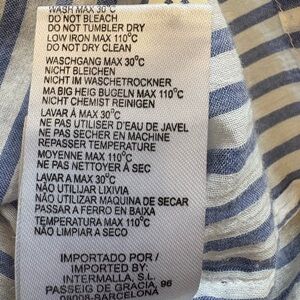 WASH MAX 30°C
DO NOT BLEACH
DO NOT TUMBLER DRY
LOW IRON MAX 110°C
DO NOT DRY CLEAN
WASCHGANG MAX 30°C
NICHT BLEICHEN
NICHT IM WASCHETROCKNER
MA BIG HEIG BUGELN MAX 110°C
NICHT CHEMIST REINIGEN
LAVAR Á MAX 30°C
NE PAS UTILISER D'EAU DE JAVEL
NE PAS SECHER EN MACHINE
REPASSER TEMPERATURE
MOYENNE MAX 110°C
NE PAS NETTOYER Á SEC
LAVAR A MAX 30°C
NÃO UTILIJAR LIXIVIA
NÃO UTILIZAR MAQUINA DE SECAR
PASSAR A FERRO EN BAIXA
TEMPERATURA MAX 110°C
NÃO LIMPIAR A SECO
IMPORTADO POR /
IMPORTED BY:
INTERMALLA, S.L.
PASSEIG DE GRACIA, 96
08008-BARCELONA